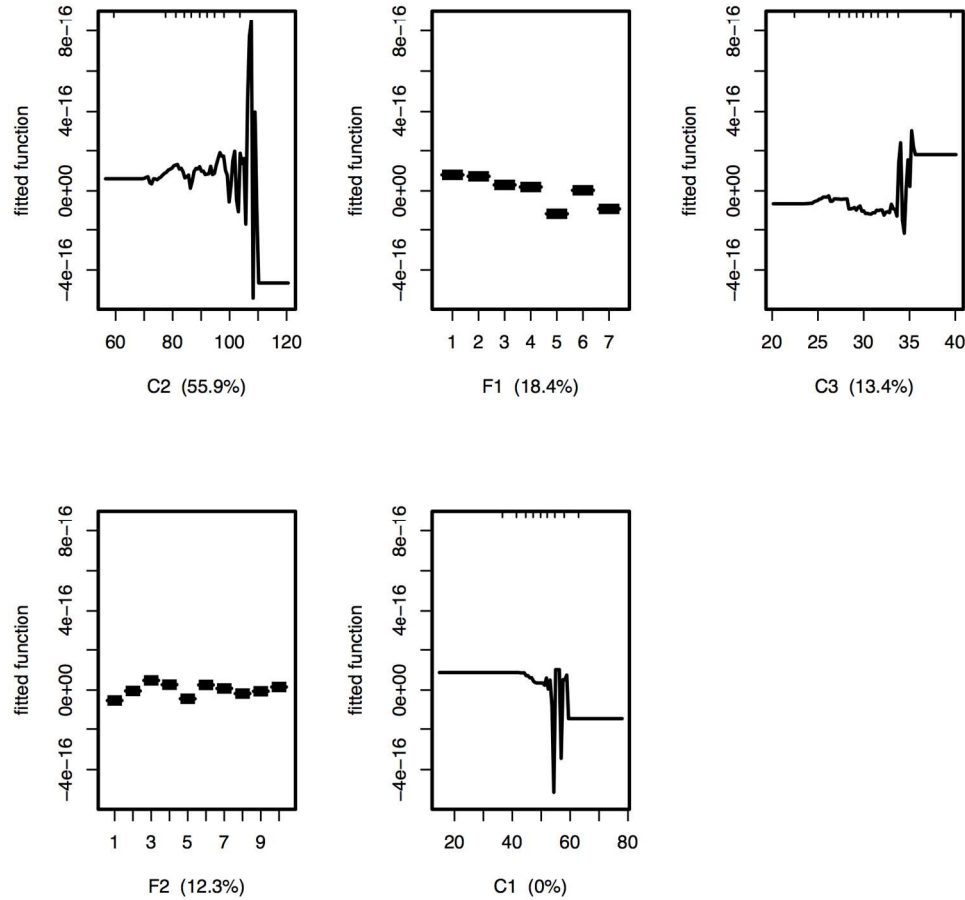 fitted function
−4e−16 0e+00 4e−16 8e−16
60 80 100 120
C2 (55.9%)
fitted function
−4e−16 0e+00 4e−16 8e−16
1 2 3 4 5 6 7
F1 (18.4%)
fitted function
−4e−16 0e+00 4e−16 8e−16
20 25 30 35 40
C3 (13.4%)
fitted function
−4e−16 0e+00 4e−16 8e−16
1 3 5 7 9
F2 (12.3%)
fitted function
−4e−16 0e+00 4e−16 8e−16
20 40 60 80
C1 (0%)